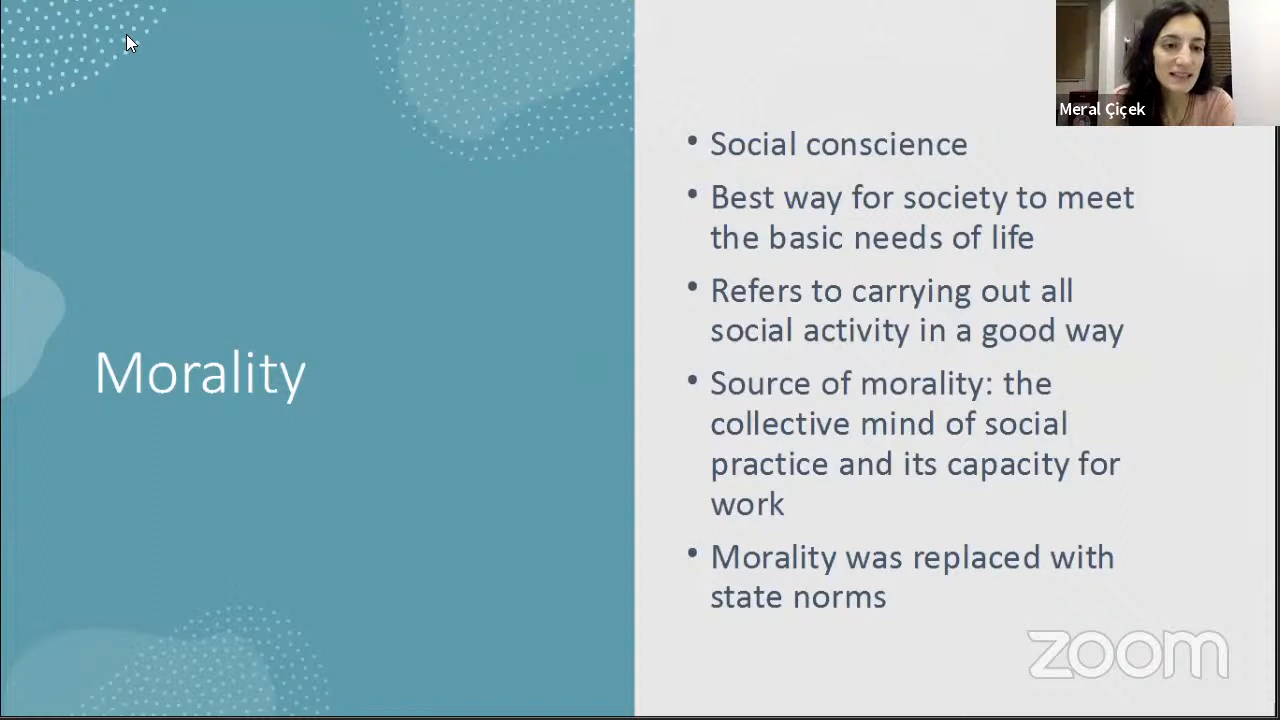 Meral Çiçek
Morality
• Social conscience
• Best way for society to meet
the basic needs of life
• Refers to carrying out all
social activity in a good way
• Source of morality: the
collective mind of social
practice and its capacity for
work
• Morality was replaced with
state norms
zoom